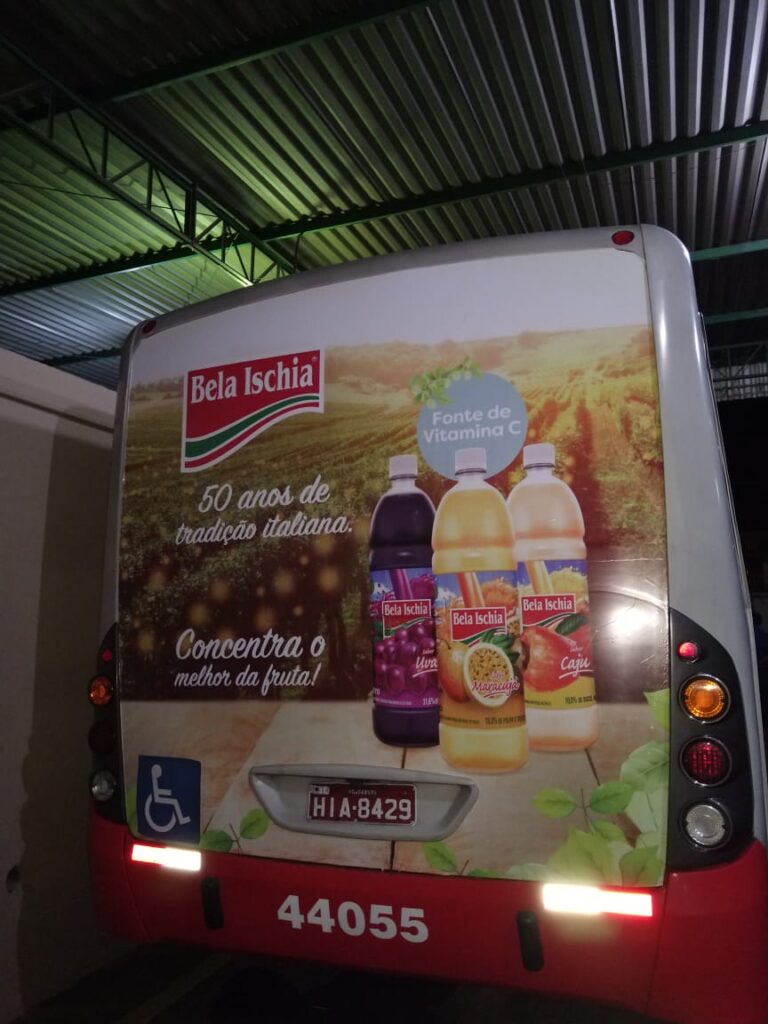 Bela Ischia®
Fonte de
Vitamina C
50 anos de
tradição italiana.
Bela Ischia
Bela Ischia
Bela Ischia
Uva
Maracujá
sabor
Caju
Concentra o
melhor da fruta!
HIA-8429
44055